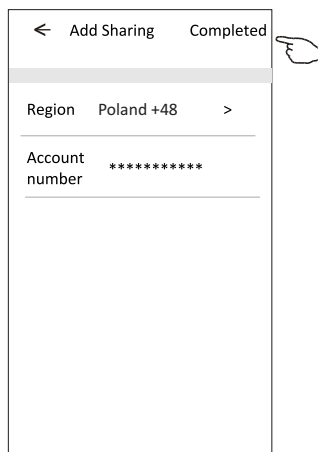 ← Add Sharing Completed
Region Poland +48 >
Account
number ***********